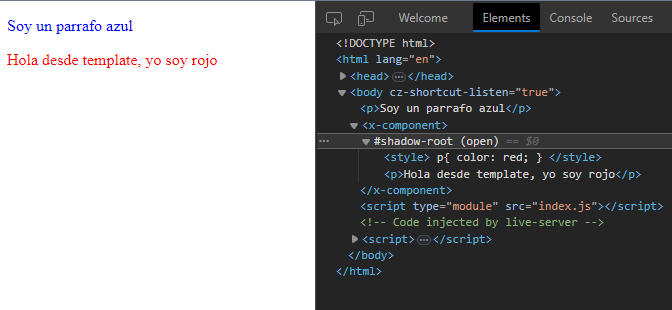 Soy un parrafo azul
Hola desde template, yo soy rojo
Welcome Elements Console Sources
<!DOCTYPE html>
<html lang="en">
<head>…</head>
<body cz-shortcut-listen="true">
<p>Soy un parrafo azul</p>
<x-component>
#shadow-root (open) == $0
<style> p{ color: red; } </style>
<p>Hola desde template, yo soy rojo</p>
</x-component>
<script type="module" src="index.js"></script>
<!-- Code injected by live-server -->
<script>…</script>
</body>
</html>